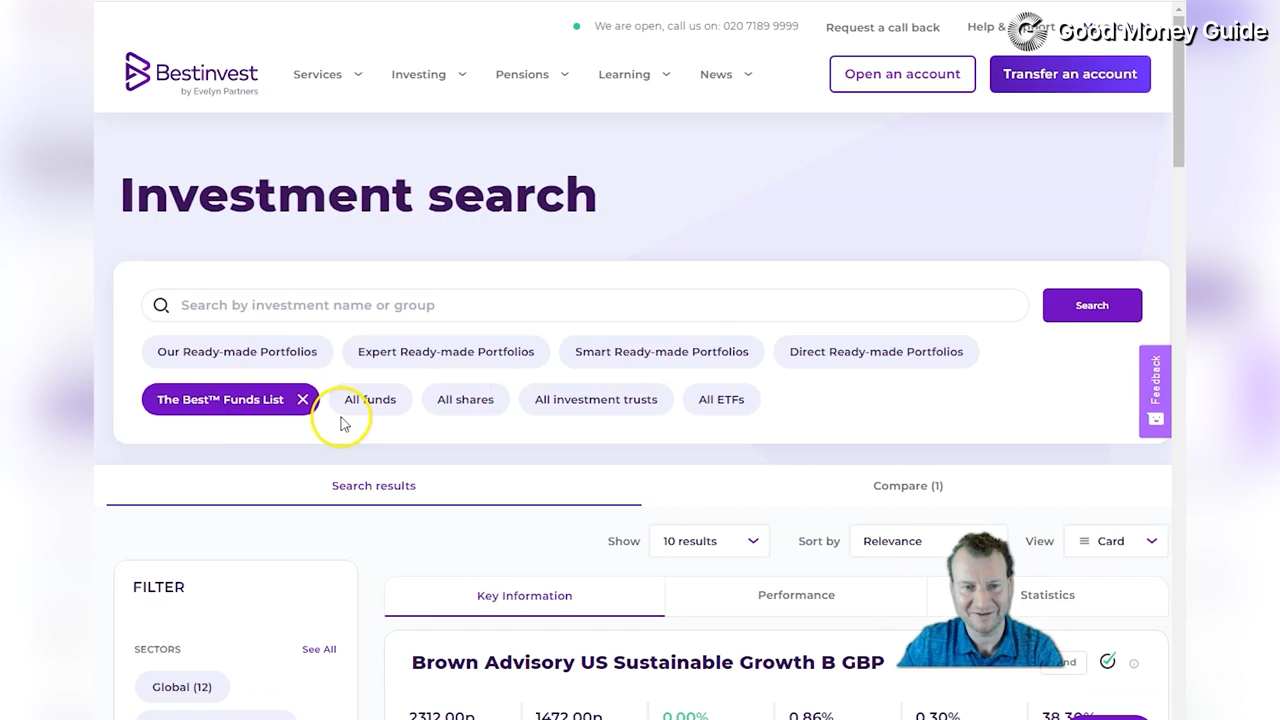 We are open, call us on: 020 7189 9999
Request a call back
Help &
Good Money Guide
Bestinvest
by Evelyn Partners
Services
Investing
Pensions
Learning
News
Open an account
Transfer an account
Investment search
Search by investment name or group
Search
Our Ready-made Portfolios
Expert Ready-made Portfolios
Smart Ready-made Portfolios
Direct Ready-made Portfolios
Feedback
The Best™ Funds List
All funds
All shares
All investment trusts
All ETFs
Search results
Compare (1)
Show
10 results
Sort by
Relevance
View
Card
FILTER
Key Information
Performance
Statistics
SECTORS
See All
Brown Advisory US Sustainable Growth B GBP
Global (12)
2312.00p
1472.00p
0.00%
0.86%
0.30%
38.30%